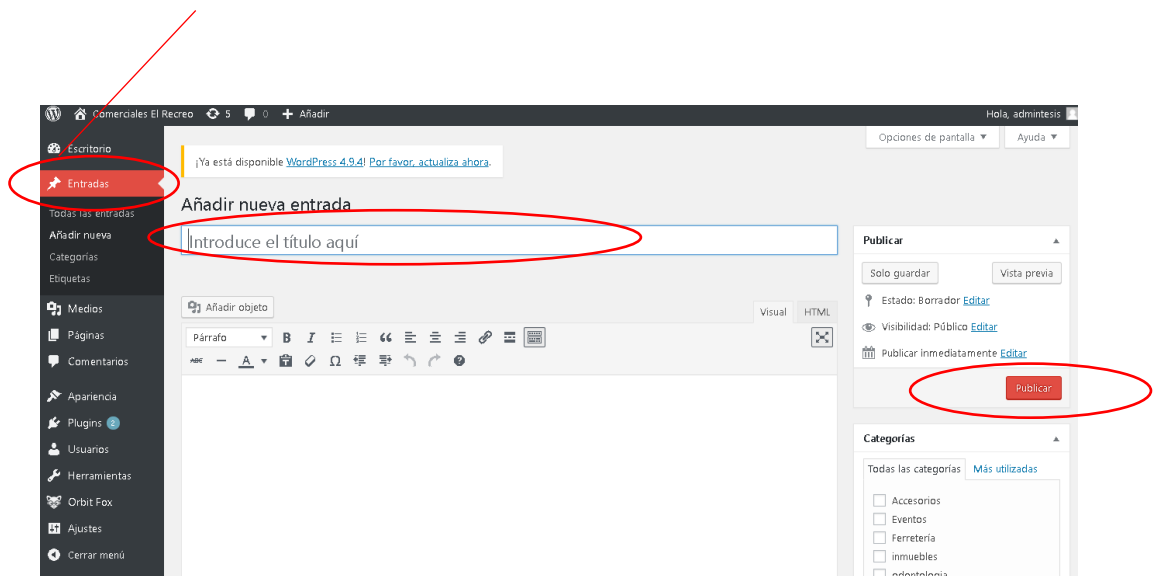 Comerciales El Recreo 5 0 Añadir Hola, admintesis
Opciones de pantalla Ayuda
Escritorio
Entradas
Todas las entradas
Añadir nueva
Categorías
Etiquetas
Medios
Páginas
Comentarios
Apariencia
Plugins 2
Usuarios
Herramientas
Orbit Fox
Ajustes
Cerrar menú
¡Ya está disponible WordPress 4.9.4! Por favor, actualiza ahora.
Añadir nueva entrada
Introduce el título aquí
Añadir objeto
Visual HTML
Párrafo B I
ABC A Ω
Publicar
Solo guardar Vista previa
Estado: Borrador Editar
Visibilidad: Público Editar
Publicar inmediatamente Editar
Publicar
Categorías
Todas las categorías Más utilizadas
Accesorios
Eventos
Ferretería
inmuebles
odontologia